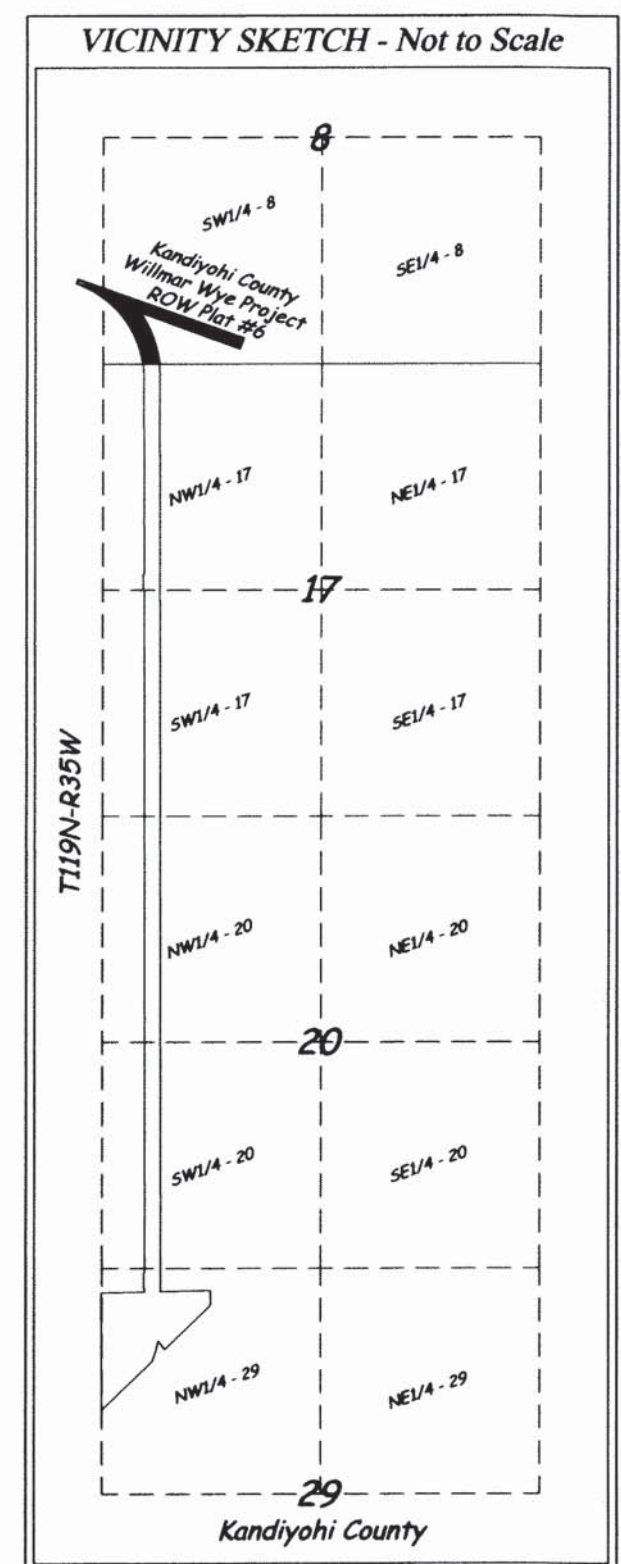 VICINITY SKETCH - Not to Scale
8
SW1/4 - 8
SE1/4 - 8
Kandiyohi County
Willmar Wye Project
ROW Plat #6
NW1/4 - 17
NE1/4 - 17
17
SW1/4 - 17
SE1/4 - 17
T119N-R35W
NW1/4 - 20
NE1/4 - 20
20
SW1/4 - 20
SE1/4 - 20
NW1/4 - 29
NE1/4 - 29
29
Kandiyohi County